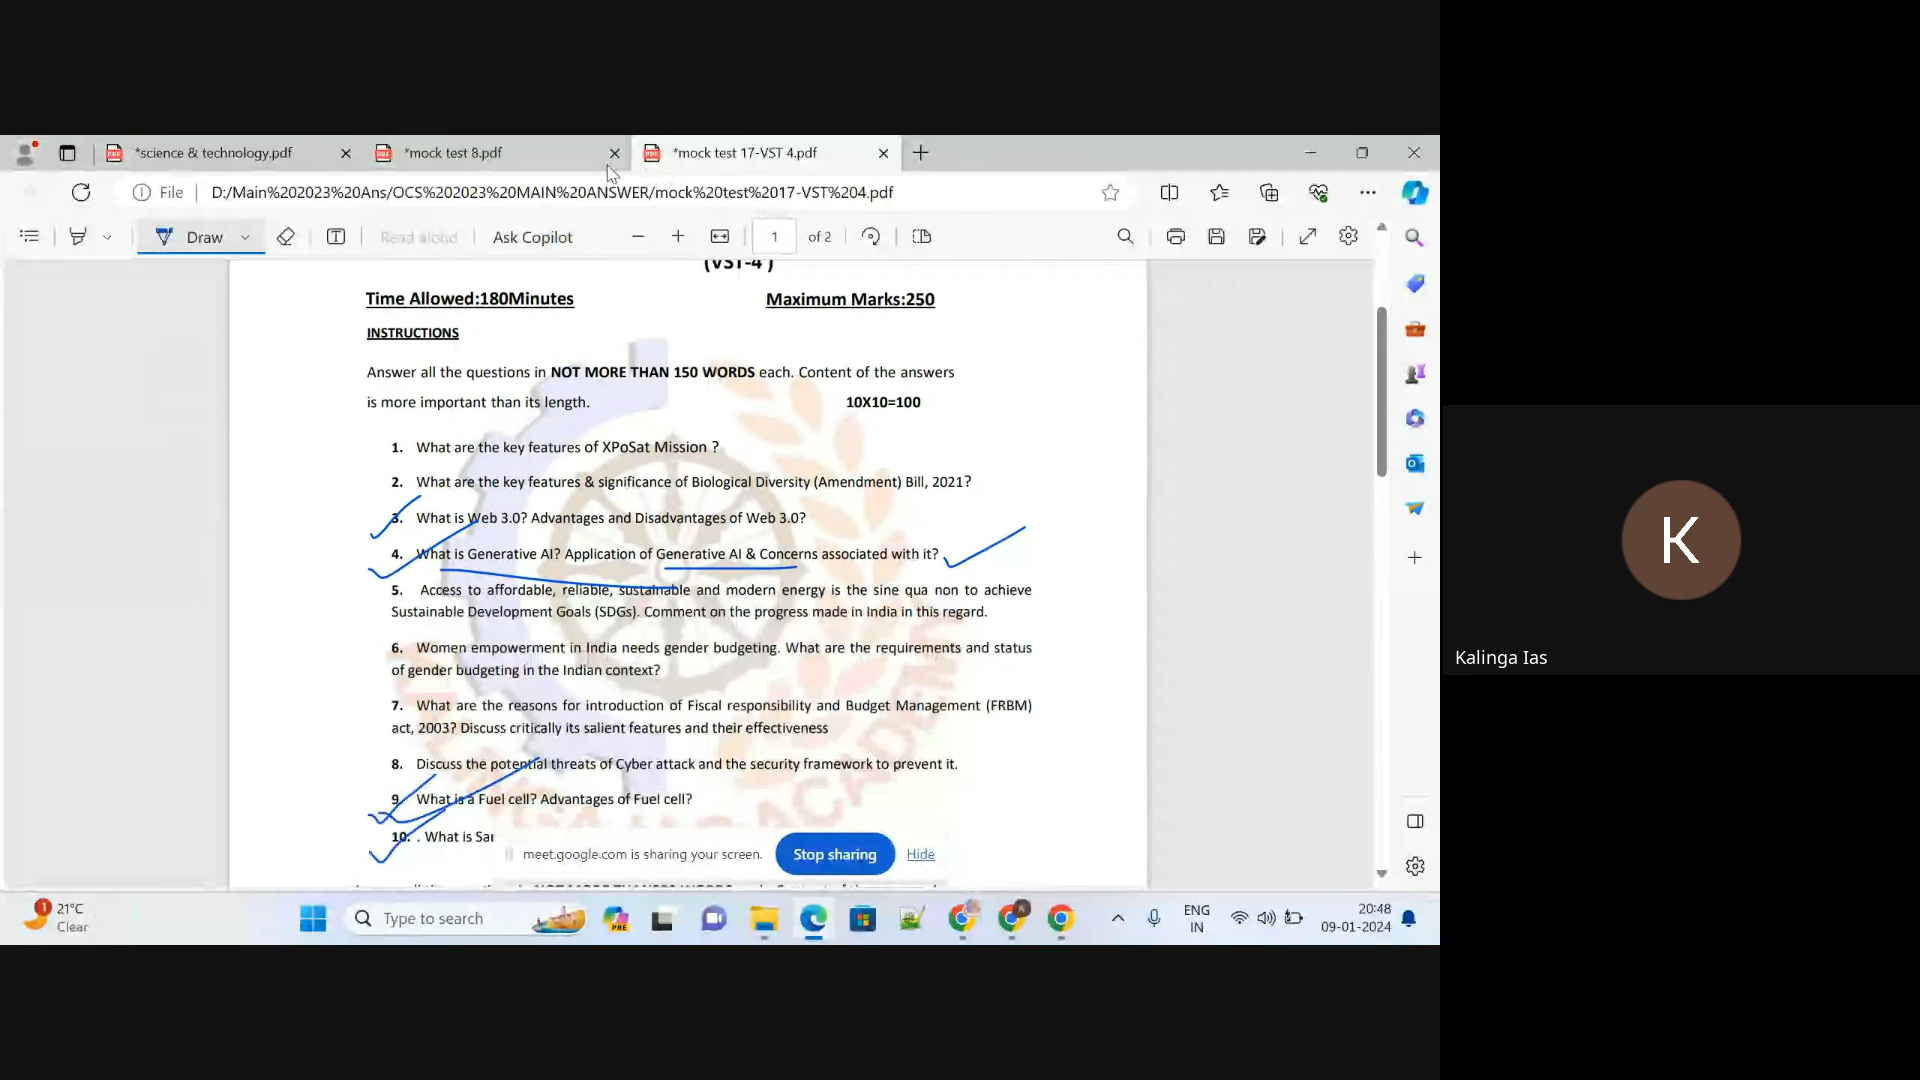 *science & technology.pdf
*mock test 8.pdf
*mock test 17-VST 4.pdf
File
D:/Main%202023%20Ans/OCS%202023%20MAIN%20ANSWER/mock%20test%2017-VST%204.pdf
Draw
Read aloud
Ask Copilot
1
of 2
(VST-4 )
Time Allowed:180Minutes
Maximum Marks:250
INSTRUCTIONS
Answer all the questions in NOT MORE THAN 150 WORDS each. Content of the answers
is more important than its length.
10X10=100
1. What are the key features of XPoSat Mission ?
2. What are the key features & significance of Biological Diversity (Amendment) Bill, 2021?
3. What is Web 3.0? Advantages and Disadvantages of Web 3.0?
4. What is Generative AI? Application of Generative AI & Concerns associated with it?
5. Access to affordable, reliable, sustainable and modern energy is the sine qua non to achieve
Sustainable Development Goals (SDGs). Comment on the progress made in India in this regard.
6. Women empowerment in India needs gender budgeting. What are the requirements and status
of gender budgeting in the Indian context?
7. What are the reasons for introduction of Fiscal responsibility and Budget Management (FRBM)
act, 2003? Discuss critically its salient features and their effectiveness
8. Discuss the potential threats of Cyber attack and the security framework to prevent it.
9. What is a Fuel cell? Advantages of Fuel cell?
10. . What is
meet.google.com is sharing your screen.
Stop sharing
Hide
ACADEMY
K
Kalinga Ias
1
21°C
Clear
Type to search
PRE
ENG
IN
20:48
09-01-2024